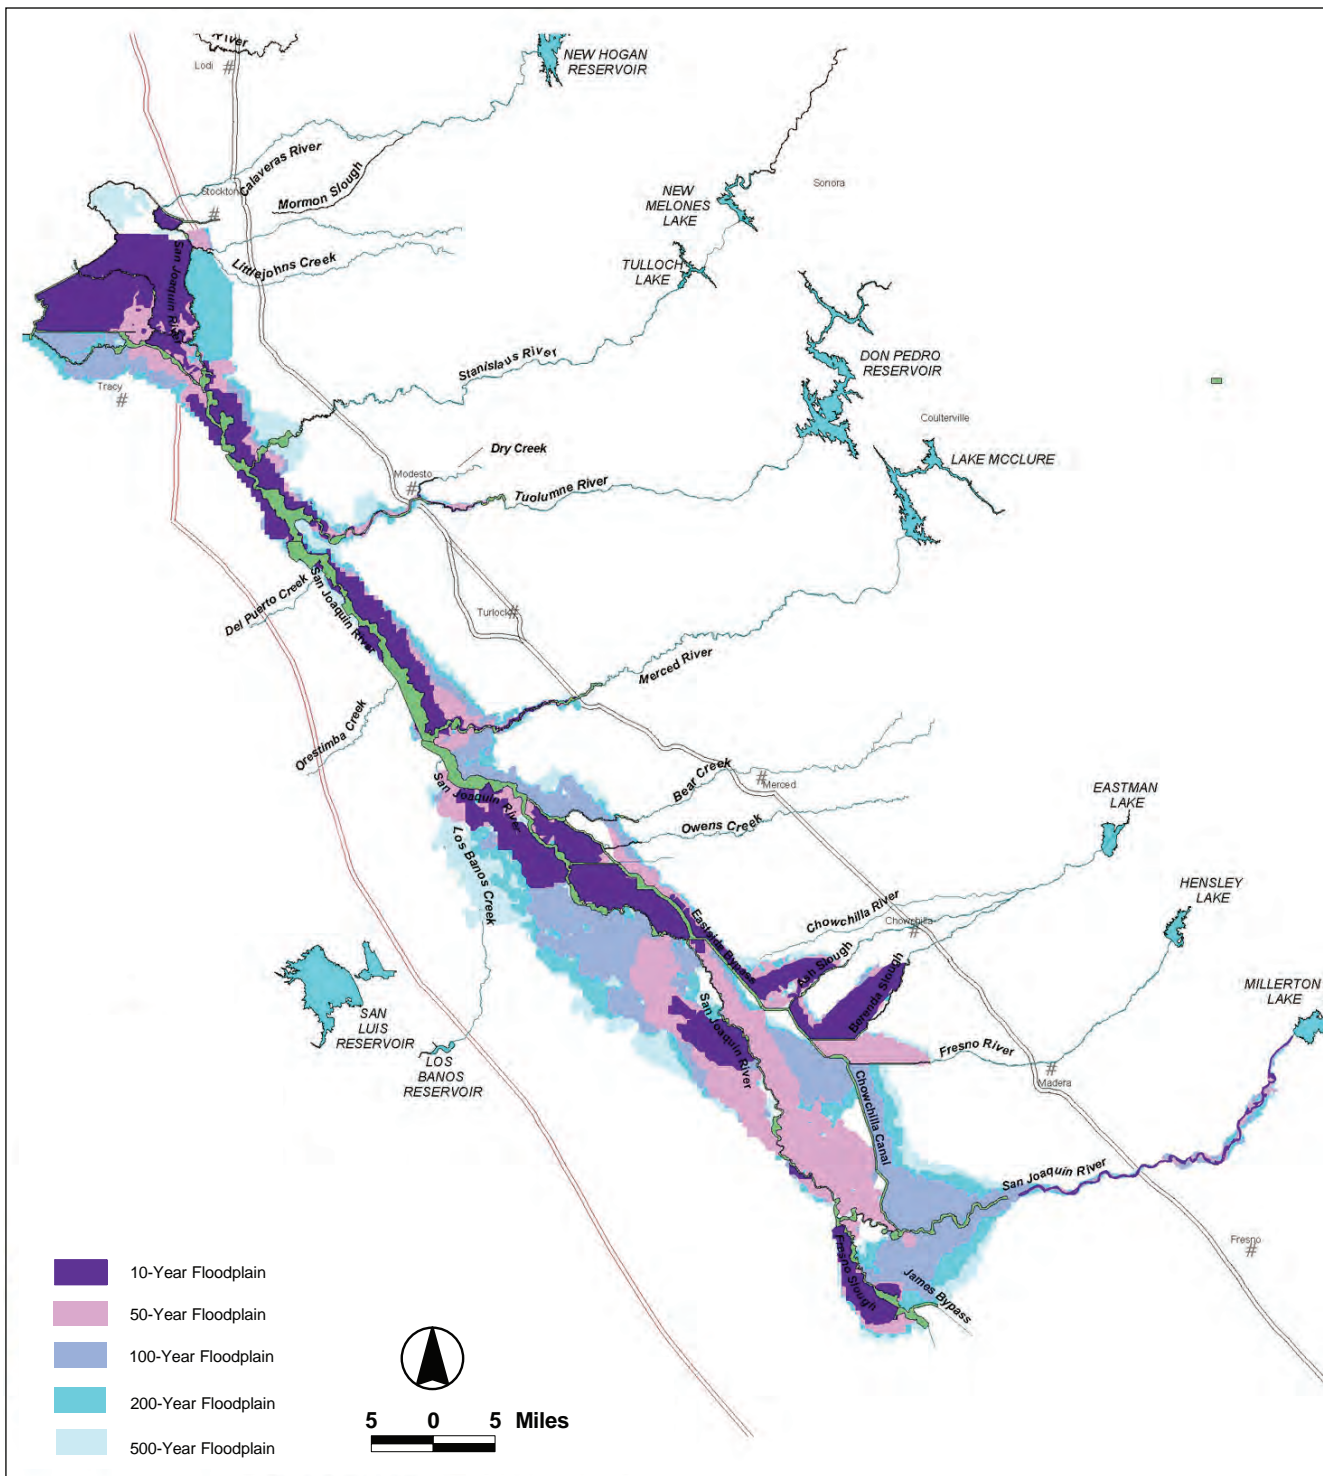 River
Lodi
NEW HOGAN
RESERVOIR
Calaveras River
Mormon Slough
Stockton
Sonora
NEW
MELONES
LAKE
TULLOCH
LAKE
San Joaquin River
Littlejohns Creek
Stanislaus River
DON PEDRO
RESERVOIR
Tracy
Coulterville
LAKE MCCLURE
Dry Creek
Modesto
Tuolumne River
Del Puerto Creek
San Joaquin River
Turlock
Merced River
Orestimba Creek
Bear Creek
Merced
San Joaquin River
Owens Creek
EASTMAN
LAKE
Los Banos Creek
HENSLEY
LAKE
Chowchilla River
Chowchilla
Eastside Bypass
Ash Slough
Berenda Slough
MILLERTON
LAKE
SAN
LUIS
RESERVOIR
San Joaquin River
Fresno River
LOS
BANOS
RESERVOIR
Madera
Chowchilla Canal
San Joaquin River
Fresno
Fresno Slough
James Bypass
10-Year Floodplain
50-Year Floodplain
100-Year Floodplain
200-Year Floodplain
500-Year Floodplain
5 0 5 Miles